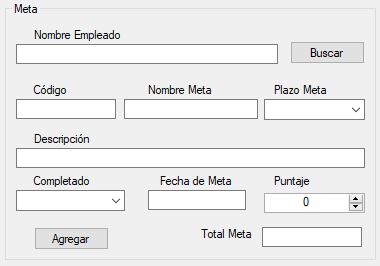 Meta
Nombre Empleado
Buscar
Código Nombre Meta Plazo Meta
Descripción
Completado Fecha de Meta Puntaje
0
Agregar Total Meta